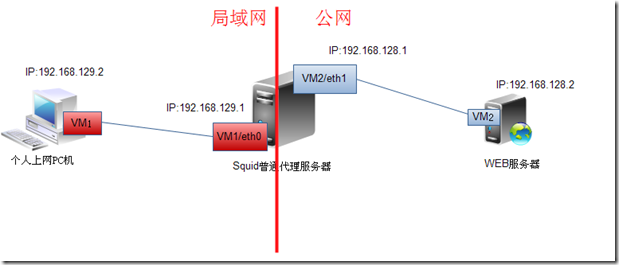 局域网
公网
IP:192.168.128.1
IP:192.168.129.2
VM2/eth1
IP:192.168.128.2
IP:192.168.129.1
VM1
VM1/eth0
VM2
个人上网PC机
Squid普通代理服务器
WEB服务器